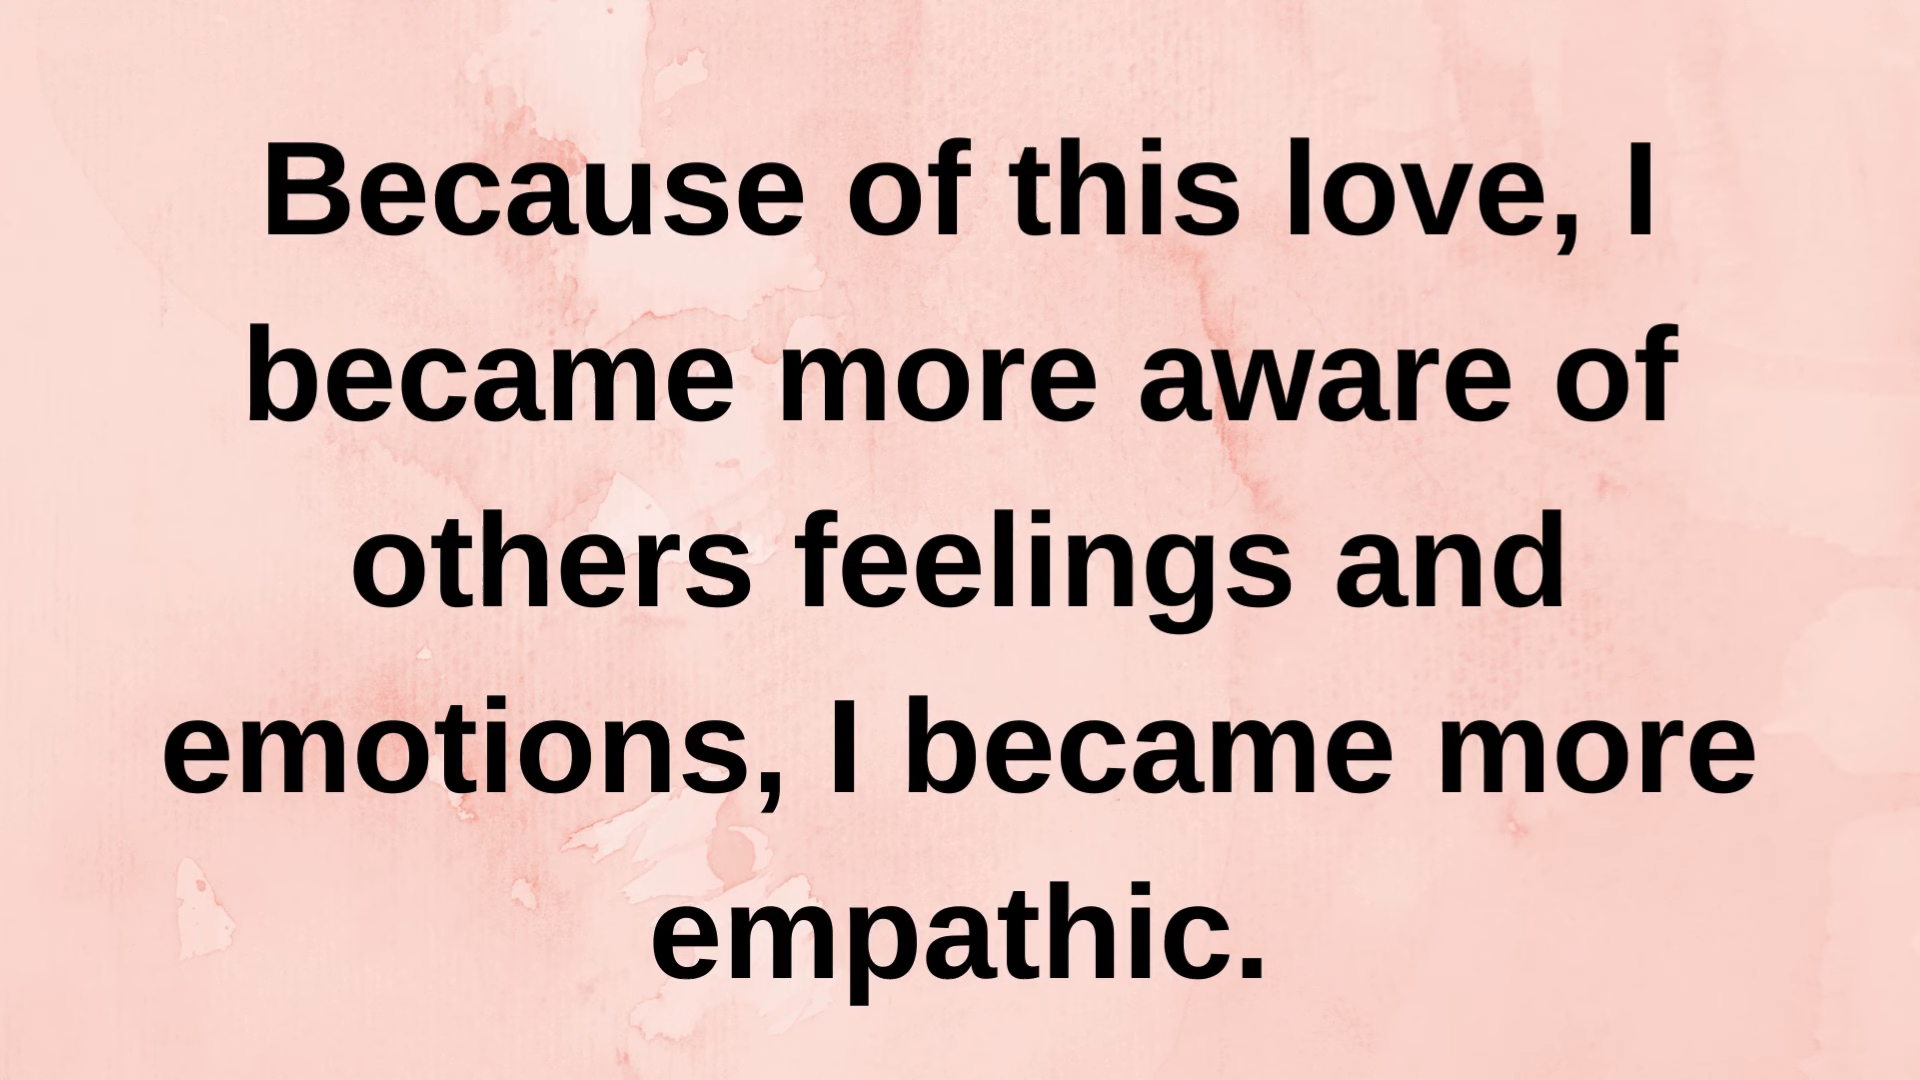 Because of this love, I
became more aware of
others feelings and
emotions, I became more
empathic.